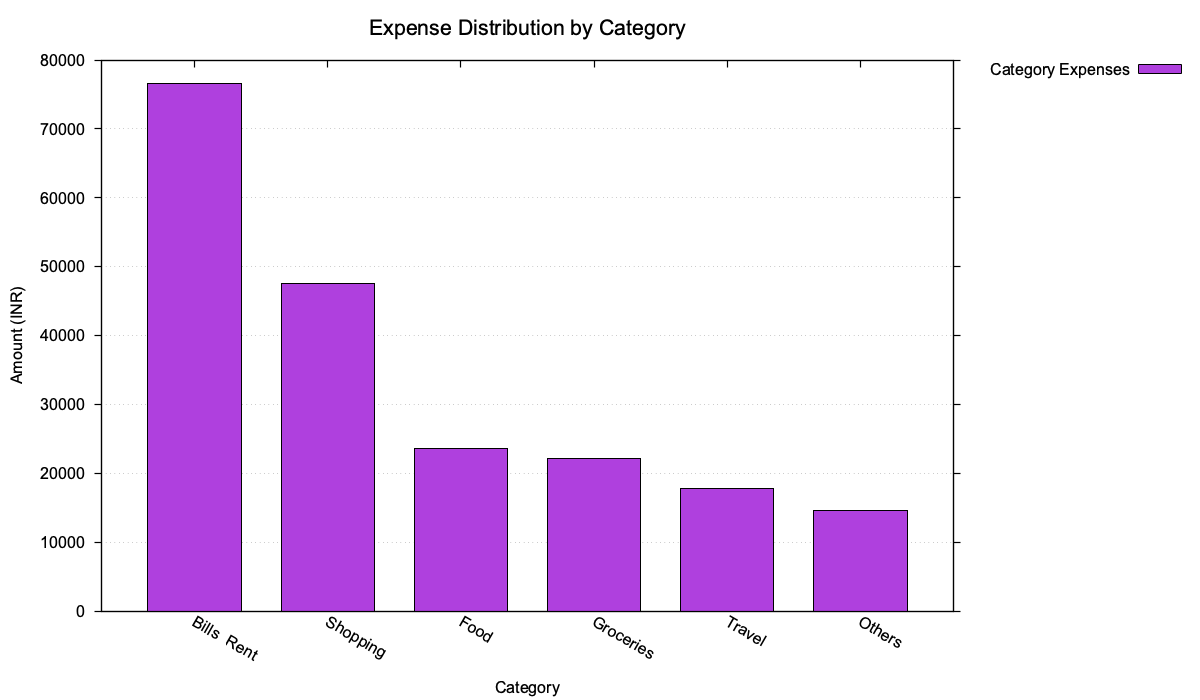 Expense Distribution by Category
Category Expenses
80000
70000
60000
50000
40000
30000
20000
10000
0
Amount (INR)
Bills  Rent
Shopping
Food
Groceries
Travel
Others
Category